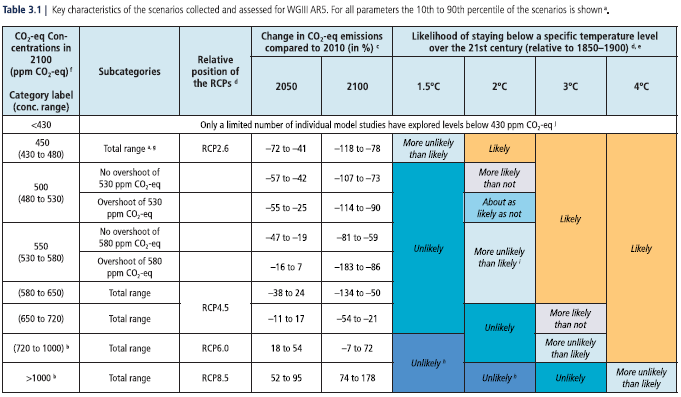 Table 3.1 | Key characteristics of the scenarios collected and assessed for WGIII AR5. For all parameters the 10th to 90th percentile of the scenarios is shown ᵃ.
CO₂-eq Con-
centrations in
2100
(ppm CO₂-eq) ᶠ
Category label
(conc. range)
Subcategories
Relative
position of
the RCPs ᵈ
Change in CO₂-eq emissions
compared to 2010 (in %) ᶜ
Likelihood of staying below a specific temperature level
over the 21st century (relative to 1850–1900) ᵈ, ᵉ
2050
2100
1.5ºC
2ºC
3ºC
4ºC
<430
Only a limited number of individual model studies have explored levels below 430 ppm CO₂-eq ʲ
450
(430 to 480)
Total range ᵃ, ᵍ
RCP2.6
–72 to –41
–118 to –78
More unlikely
than likely
Likely
Likely
Likely
500
(480 to 530)
No overshoot of
530 ppm CO₂-eq
–57 to –42
–107 to –73
Unlikely
More likely
than not
Overshoot of 530
ppm CO₂-eq
–55 to –25
–114 to –90
About as
likely as not
550
(530 to 580)
No overshoot of
580 ppm CO₂-eq
–47 to –19
–81 to –59
More unlikely
than likely ⁱ
Overshoot of 580
ppm CO₂-eq
–16 to 7
–183 to –86
(580 to 650)
Total range
RCP4.5
–38 to 24
–134 to –50
(650 to 720)
Total range
–11 to 17
–54 to –21
Unlikely
More likely
than not
(720 to 1000) ᵇ
Total range
RCP6.0
18 to 54
–7 to 72
Unlikely ʰ
More unlikely
than likely
>1000 ᵇ
Total range
RCP8.5
52 to 95
74 to 178
Unlikely ʰ
Unlikely
More unlikely
than likely